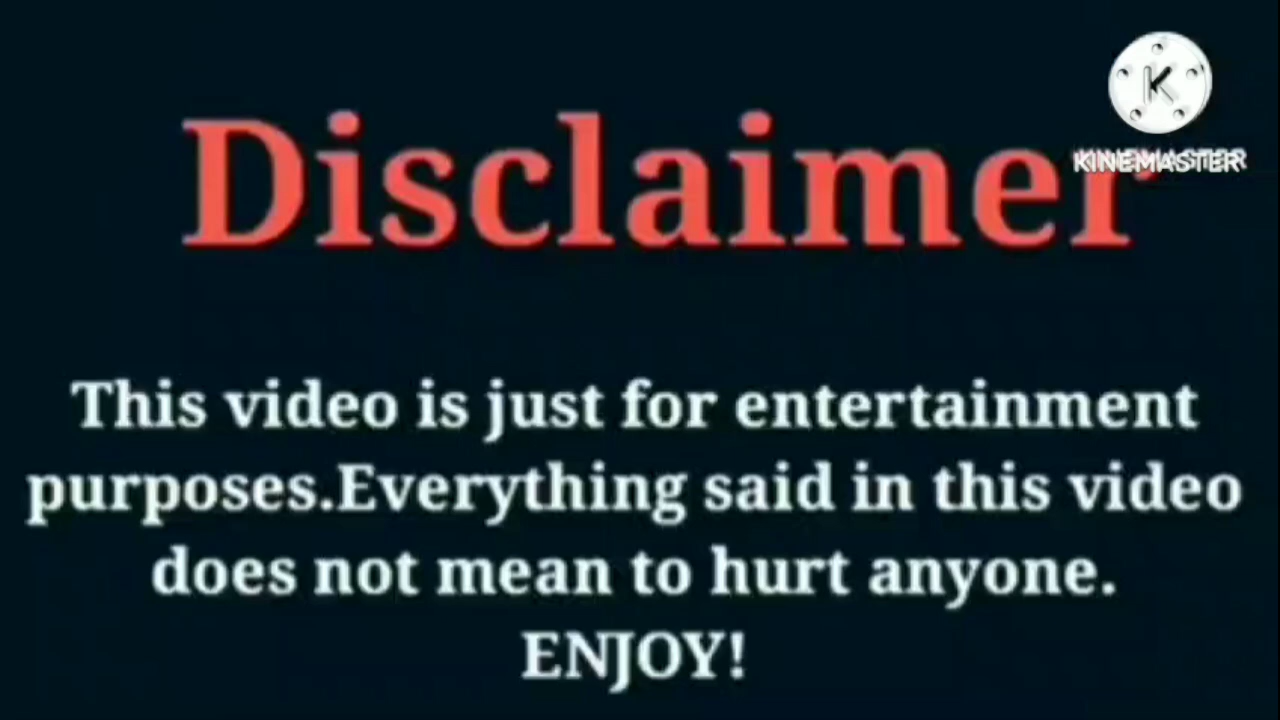 K
KINEMASTER
Disclaimer
This video is just for entertainment
purposes.Everything said in this video
does not mean to hurt anyone.
ENJOY!